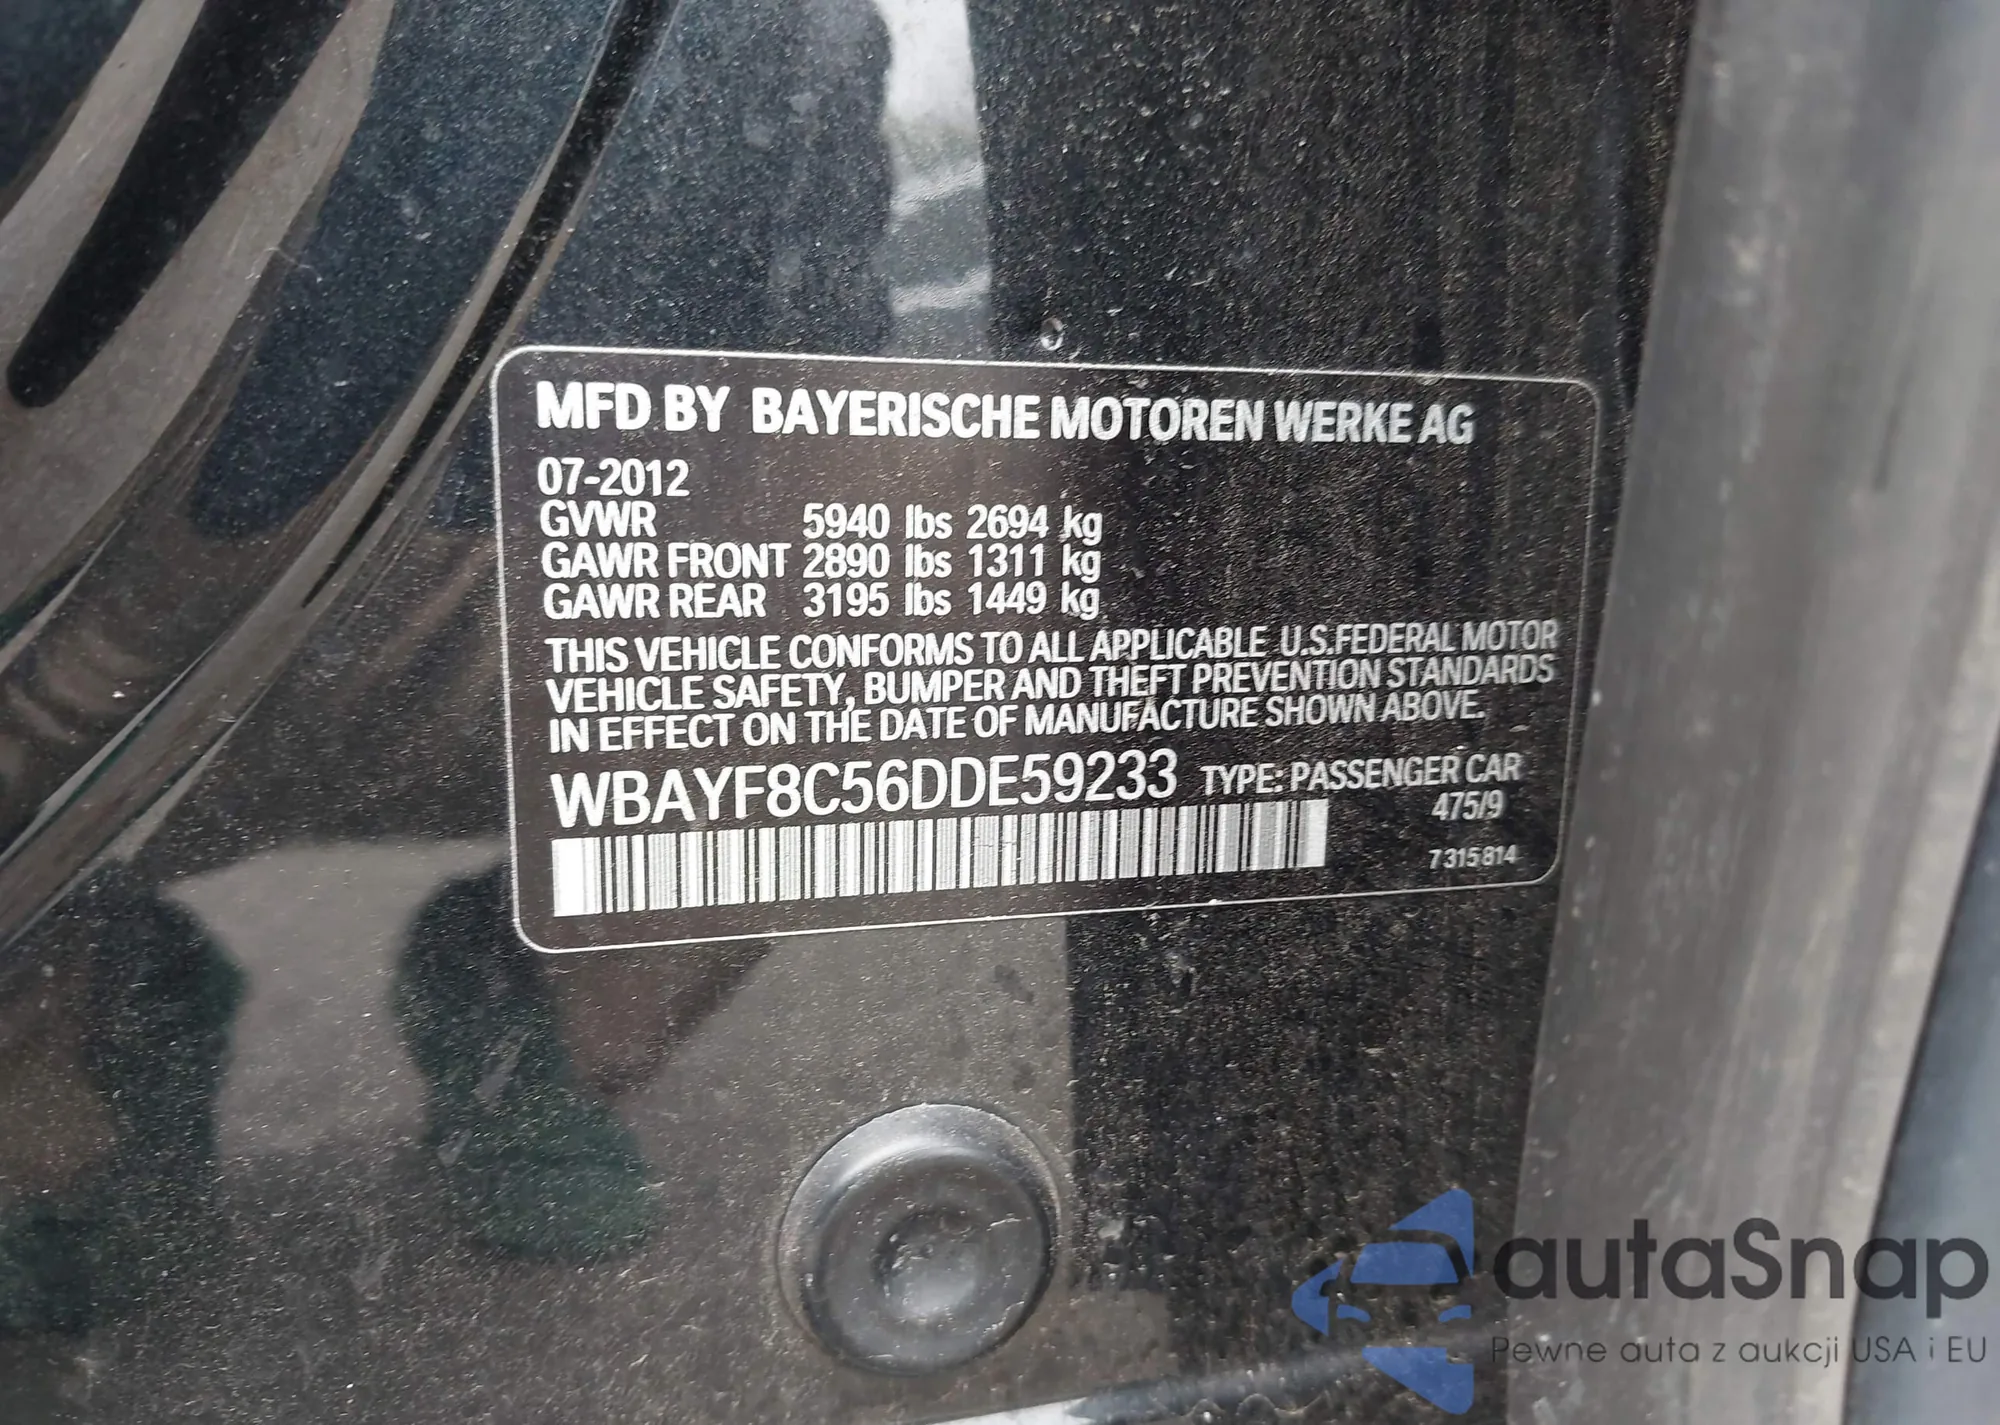 MFD BY BAYERISCHE MOTOREN WERKE AG
07-2012
GVWR 5940 lbs 2694 kg
GAWR FRONT 2890 lbs 1311 kg
GAWR REAR 3195 lbs 1449 kg
THIS VEHICLE CONFORMS TO ALL APPLICABLE U.S.FEDERAL MOTOR
VEHICLE SAFETY, BUMPER AND THEFT PREVENTION STANDARDS
IN EFFECT ON THE DATE OF MANUFACTURE SHOWN ABOVE.
WBAYF8C56DDE59233 TYPE: PASSENGER CAR
475/9
7315814
autaSnap
Pewne auta z aukcji USA i EU